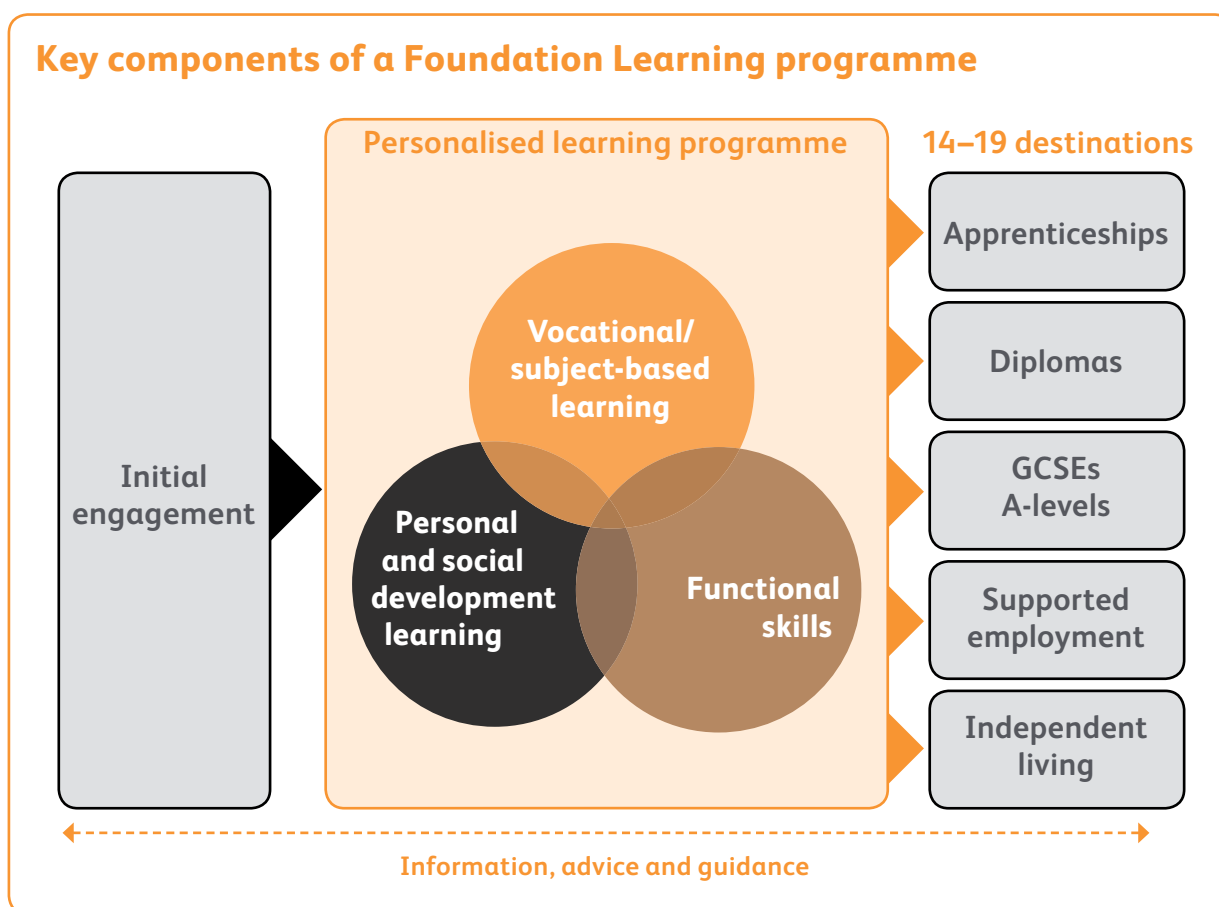 Key components of a Foundation Learning programme
Personalised learning programme
14–19 destinations
Initial
engagement
Vocational/
subject-based
learning
Personal
and social
development
learning
Functional
skills
Apprenticeships
Diplomas
GCSEs
A-levels
Supported
employment
Independent
living
Information, advice and guidance